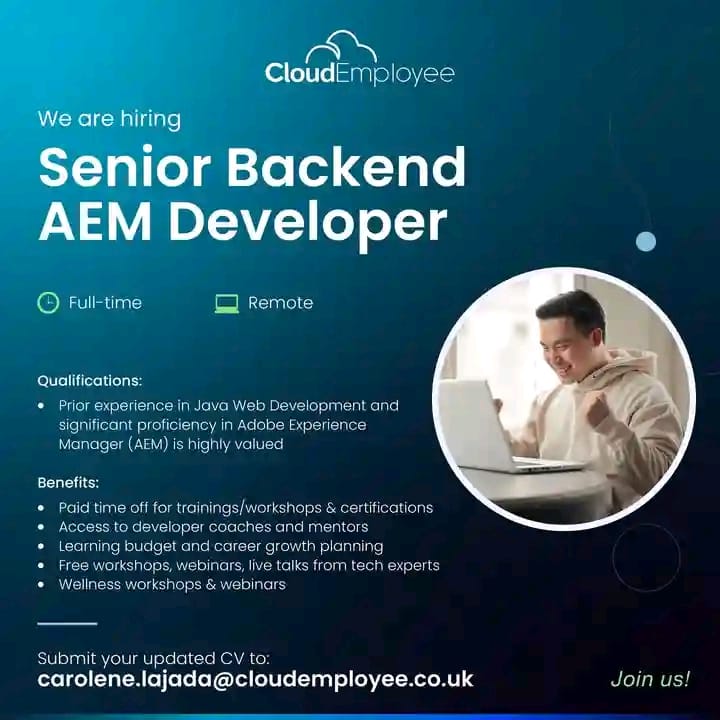 CloudEmployee
We are hiring
Senior Backend
AEM Developer
Full-time
Remote
Qualifications:
• Prior experience in Java Web Development and
significant proficiency in Adobe Experience
Manager (AEM) is highly valued
Benefits:
• Paid time off for trainings/workshops & certifications
• Access to developer coaches and mentors
• Learning budget and career growth planning
• Free workshops, webinars, live talks from tech experts
• Wellness workshops & webinars
Submit your updated CV to:
carolene.lajada@cloudemployee.co.uk
Join us!